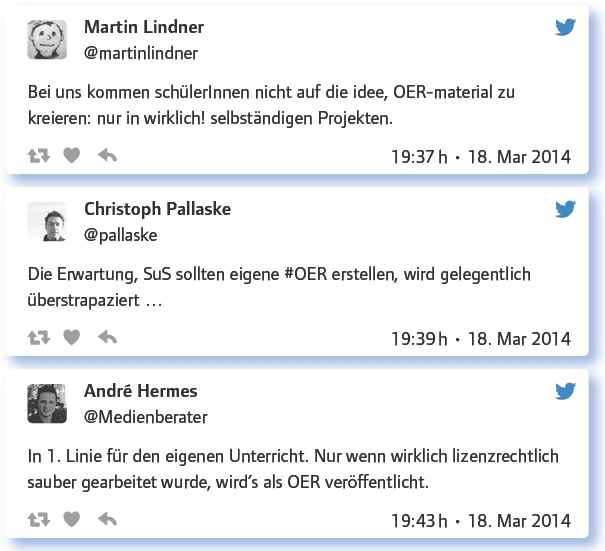 Martin Lindner
@martinlindner
Bei uns kommen schülerInnen nicht auf die idee, OER-material zu
kreieren: nur in wirklich! selbständigen Projekten.
19:37 h · 18. Mar 2014
Christoph Pallaske
@pallaske
Die Erwartung, SuS sollten eigene #OER erstellen, wird gelegentlich
überstrapaziert …
19:39 h · 18. Mar 2014
André Hermes
@Medienberater
In 1. Linie für den eigenen Unterricht. Nur wenn wirklich lizenzrechtlich
sauber gearbeitet wurde, wird’s als OER veröffentlicht.
19:43 h · 18. Mar 2014